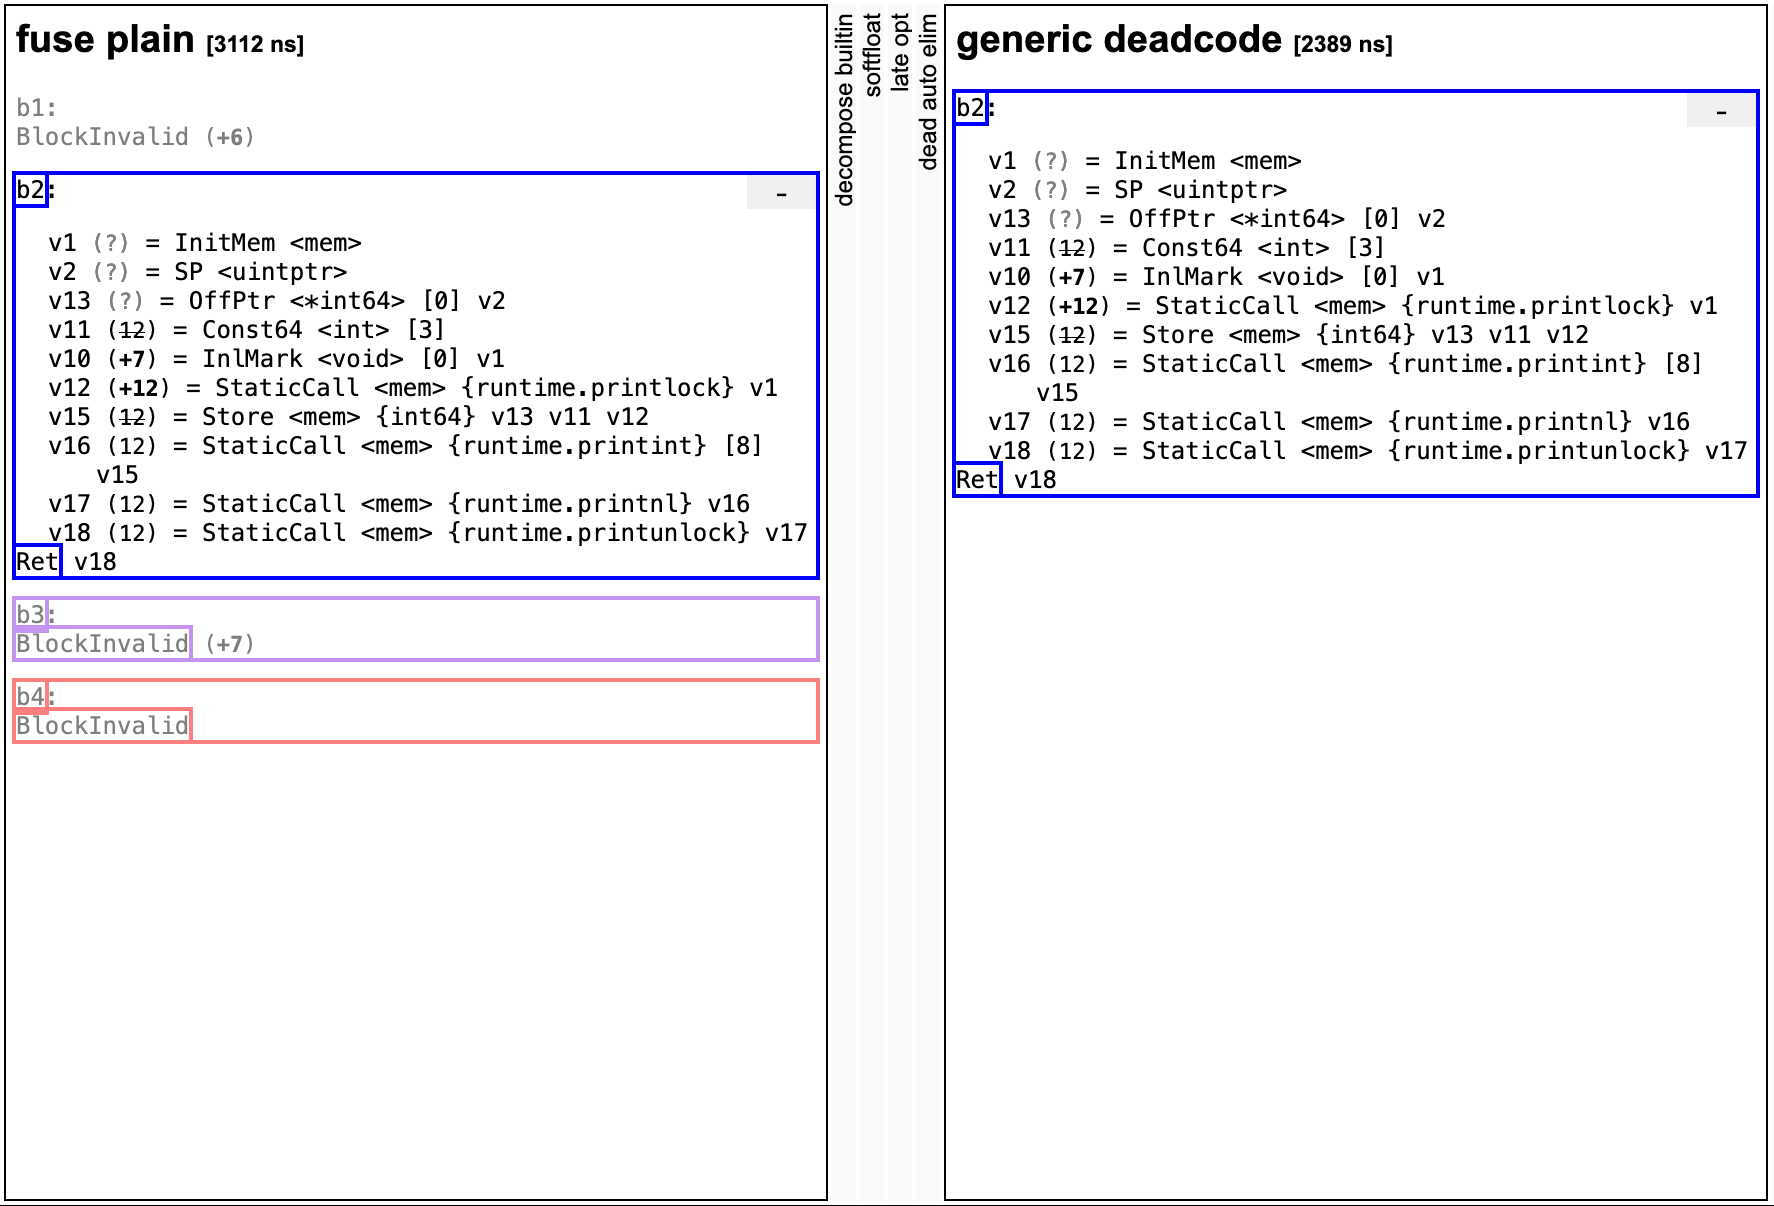 fuse plain [3112 ns]
b1:
BlockInvalid (+6)
b2:
-
v1 (?) = InitMem <mem>
v2 (?) = SP <uintptr>
v13 (?) = OffPtr <*int64> [0] v2
v11 (12) = Const64 <int> [3]
v10 (+7) = InlMark <void> [0] v1
v12 (+12) = StaticCall <mem> {runtime.printlock} v1
v15 (12) = Store <mem> {int64} v13 v11 v12
v16 (12) = StaticCall <mem> {runtime.printint} [8]
v15
v17 (12) = StaticCall <mem> {runtime.printnl} v16
v18 (12) = StaticCall <mem> {runtime.printunlock} v17
Ret v18
b3:
BlockInvalid (+7)
b4:
BlockInvalid
decompose builtin
softfloat
late opt
dead auto elim
generic deadcode [2389 ns]
b2:
-
v1 (?) = InitMem <mem>
v2 (?) = SP <uintptr>
v13 (?) = OffPtr <*int64> [0] v2
v11 (12) = Const64 <int> [3]
v10 (+7) = InlMark <void> [0] v1
v12 (+12) = StaticCall <mem> {runtime.printlock} v1
v15 (12) = Store <mem> {int64} v13 v11 v12
v16 (12) = StaticCall <mem> {runtime.printint} [8]
v15
v17 (12) = StaticCall <mem> {runtime.printnl} v16
v18 (12) = StaticCall <mem> {runtime.printunlock} v17
Ret v18